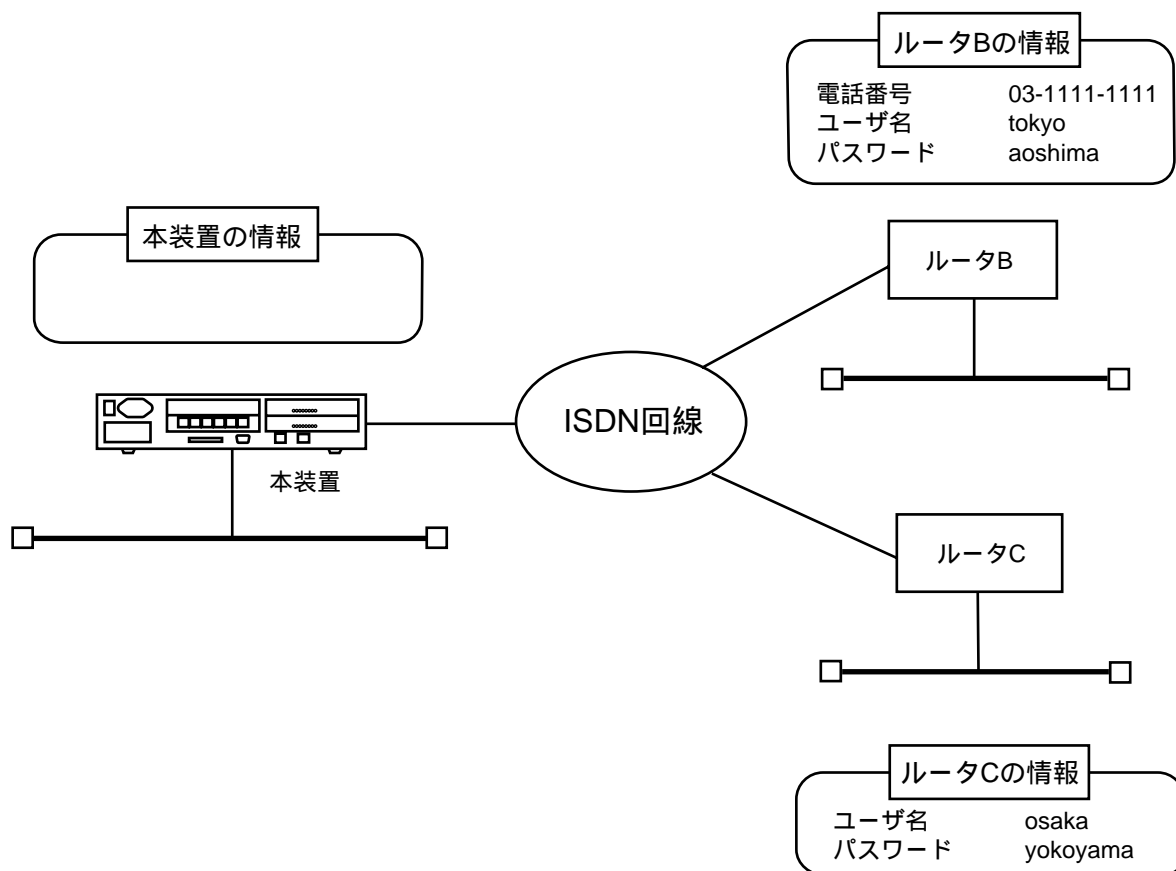 ルータBの情報
電話番号 03-1111-1111
ユーザ名 tokyo
パスワード aoshima
本装置の情報
ルータB
ISDN回線
本装置
ルータC
ルータCの情報
ユーザ名 osaka
パスワード yokoyama